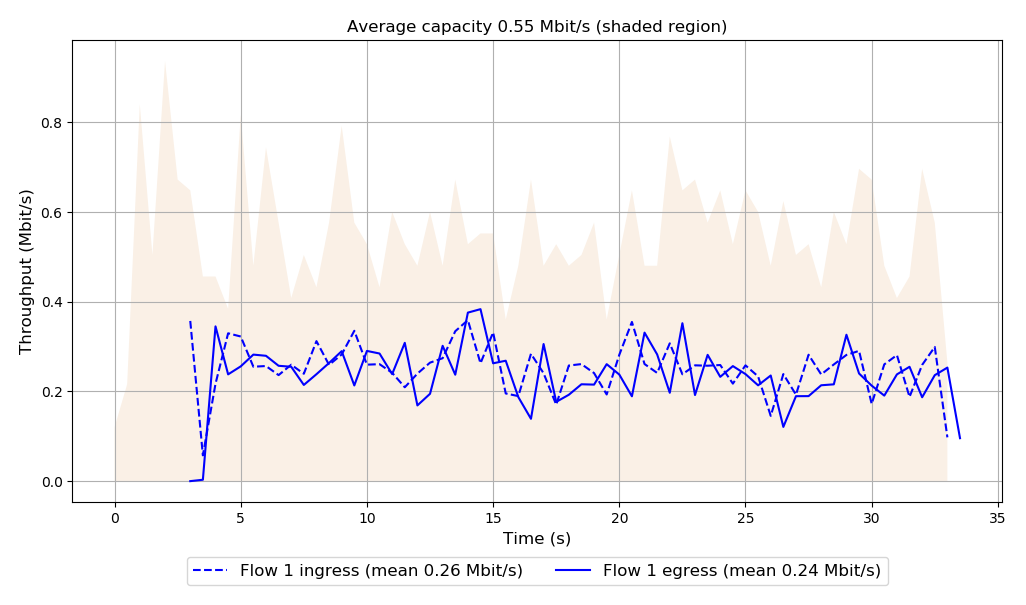 Average capacity 0.55 Mbit/s (shaded region)
Throughput (Mbit/s)
0.8
0.6
0.4
0.2
0.0
0 5 10 15 20 25 30 35
Time (s)
Flow 1 ingress (mean 0.26 Mbit/s) Flow 1 egress (mean 0.24 Mbit/s)